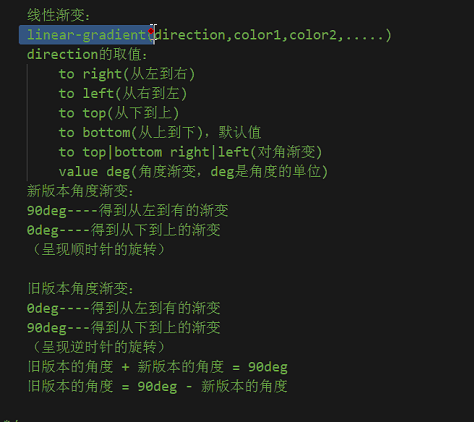 线性渐变：
linear-gradient(direction,color1,color2,.....)
direction的取值：
to right(从左到右)
to left(从右到左)
to top(从下到上)
to bottom(从上到下)，默认值
to top|bottom right|left(对角渐变)
value deg(角度渐变，deg是角度的单位)
新版本角度渐变：
90deg----得到从左到有的渐变
0deg----得到从下到上的渐变
（呈现顺时针的旋转）
旧版本角度渐变：
0deg----得到从左到有的渐变
90deg---得到从下到上的渐变
（呈现逆时针的旋转）
旧版本的角度 + 新版本的角度 = 90deg
旧版本的角度 = 90deg - 新版本的角度